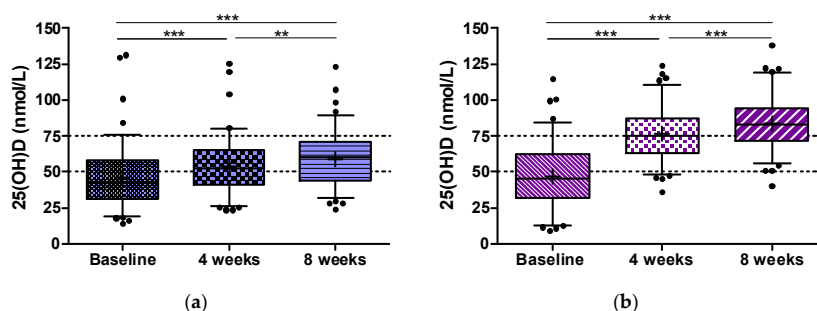 ***
***
**
25(OH)D (nmol/L)
150
125
100
75
50
25
0
Baseline
4 weeks
8 weeks
(a)
***
***
***
25(OH)D (nmol/L)
150
125
100
75
50
25
0
Baseline
4 weeks
8 weeks
(b)